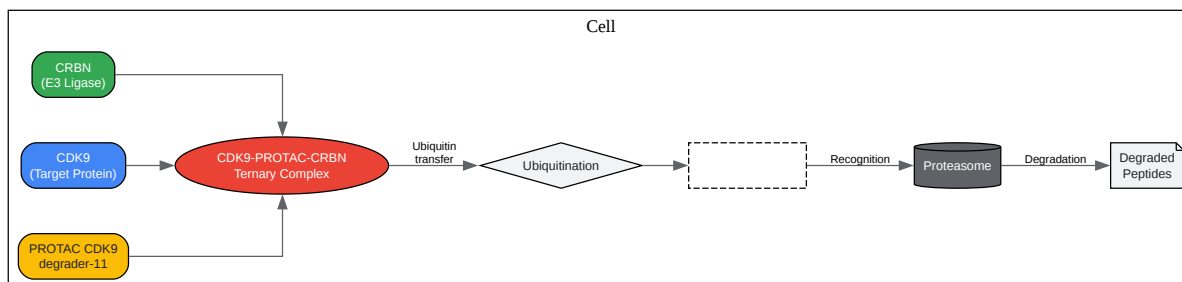 Cell
CRBN
(E3 Ligase)
CDK9
(Target Protein)
PROTAC CDK9
degrader-11
CDK9-PROTAC-CRBN
Ternary Complex
Ubiquitin
transfer
Ubiquitination
Recognition
Proteasome
Degradation
Degraded
Peptides